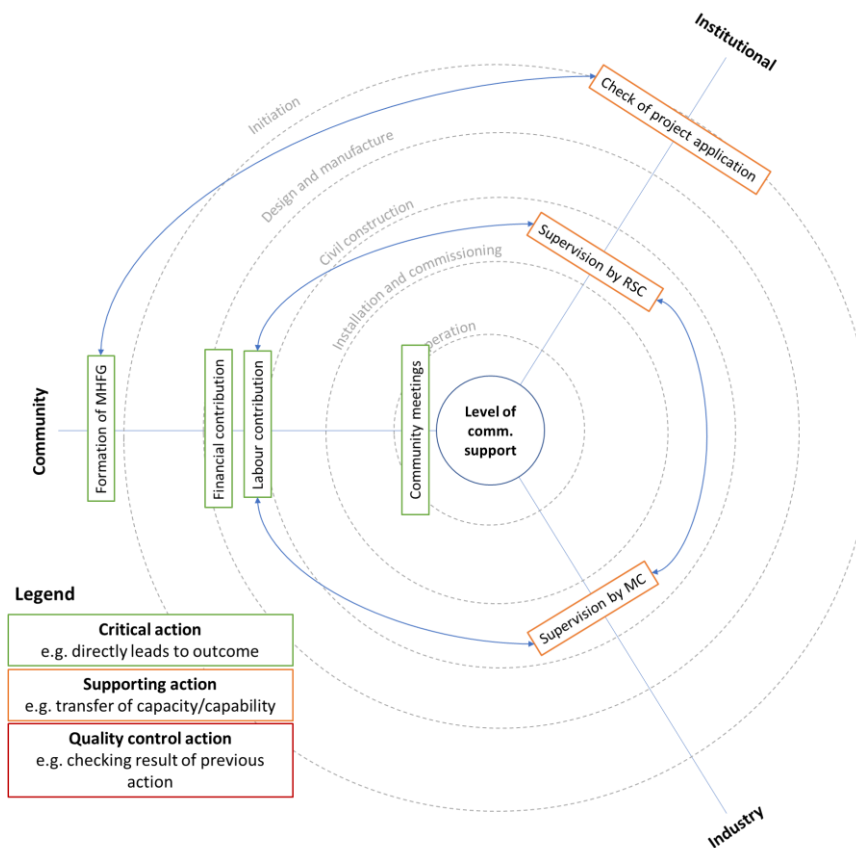 Institutional
Check of project application
Initiation
Design and manufacture
Civil construction
Supervision by RSC
Installation and commissioning
peration
Community
Formation of MHFG
Financial contribution
Labour contribution
Community meetings
Level of
comm.
support
Supervision by MC
Industry
Legend
Critical action
e.g. directly leads to outcome
Supporting action
e.g. transfer of capacity/capability
Quality control action
e.g. checking result of previous
action